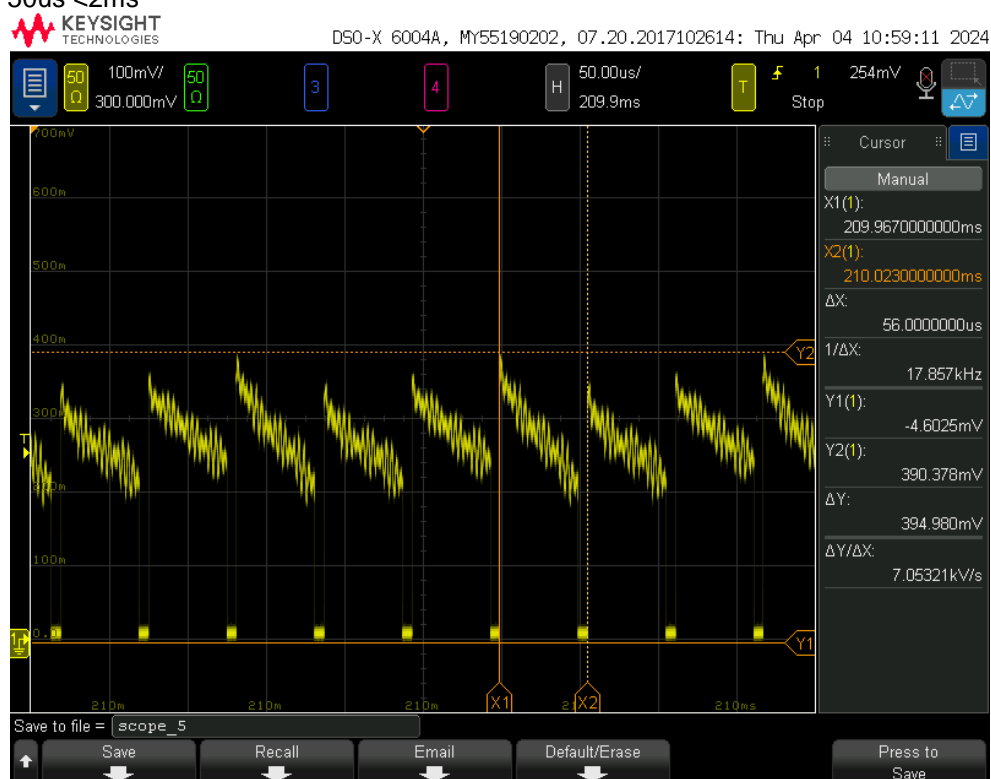 50us <2ms
KEYSIGHT
TECHNOLOGIES
DSO-X 6004A, MY55190202, 07.20.2017102614: Thu Apr 04 10:59:11 2024
50 Ω 100mV/ 300.000mV
50 Ω
3
4
H 50.00us/ 209.9ms
T 1 254mV Stop
700mV
600m
500m
400m
300m
200m
100m
0.0
T
1
Y2
Y1
X1
X2
210m 210m 210m 210ms
Cursor
Manual
X1(1):
209.9670000000ms
X2(1):
210.0230000000ms
ΔX:
56.0000000us
1/ΔX:
17.857kHz
Y1(1):
-4.6025mV
Y2(1):
390.378mV
ΔY:
394.980mV
ΔY/ΔX:
7.05321kV/s
Save to file = scope_5
Save
Recall
Email
Default/Erase
Press to
Save